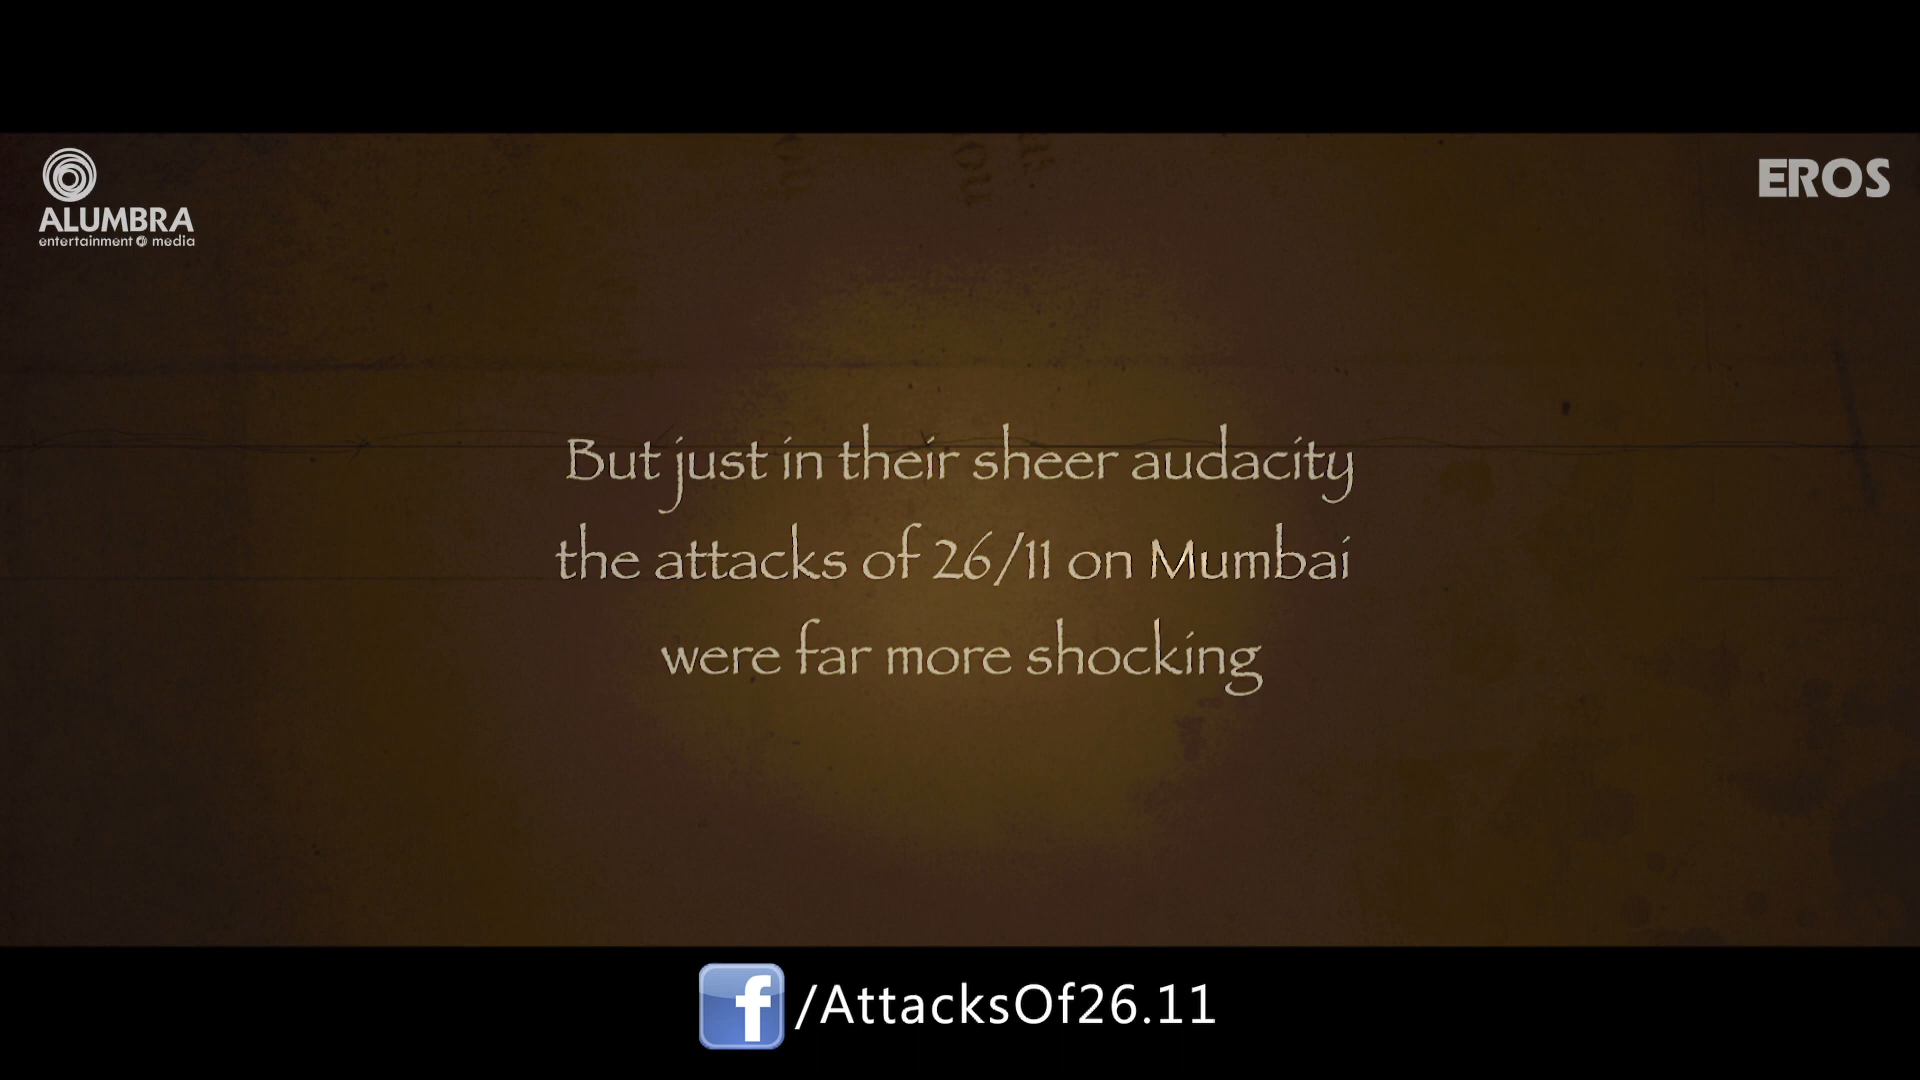 ALUMBRA
entertainment media
EROS
But just in their sheer audacity
the attacks of 26/11 on Mumbai
were far more shocking
f /AttacksOf26.11